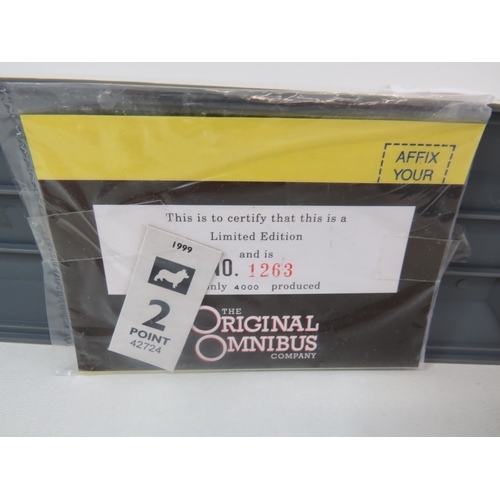 AFFIX
YOUR
This is to certify that this is a
Limited Edition
and is
NO. 1263
only 4000 produced
1999
2
POINT
42724
THE
ORIGINAL
OMNIBUS
COMPANY